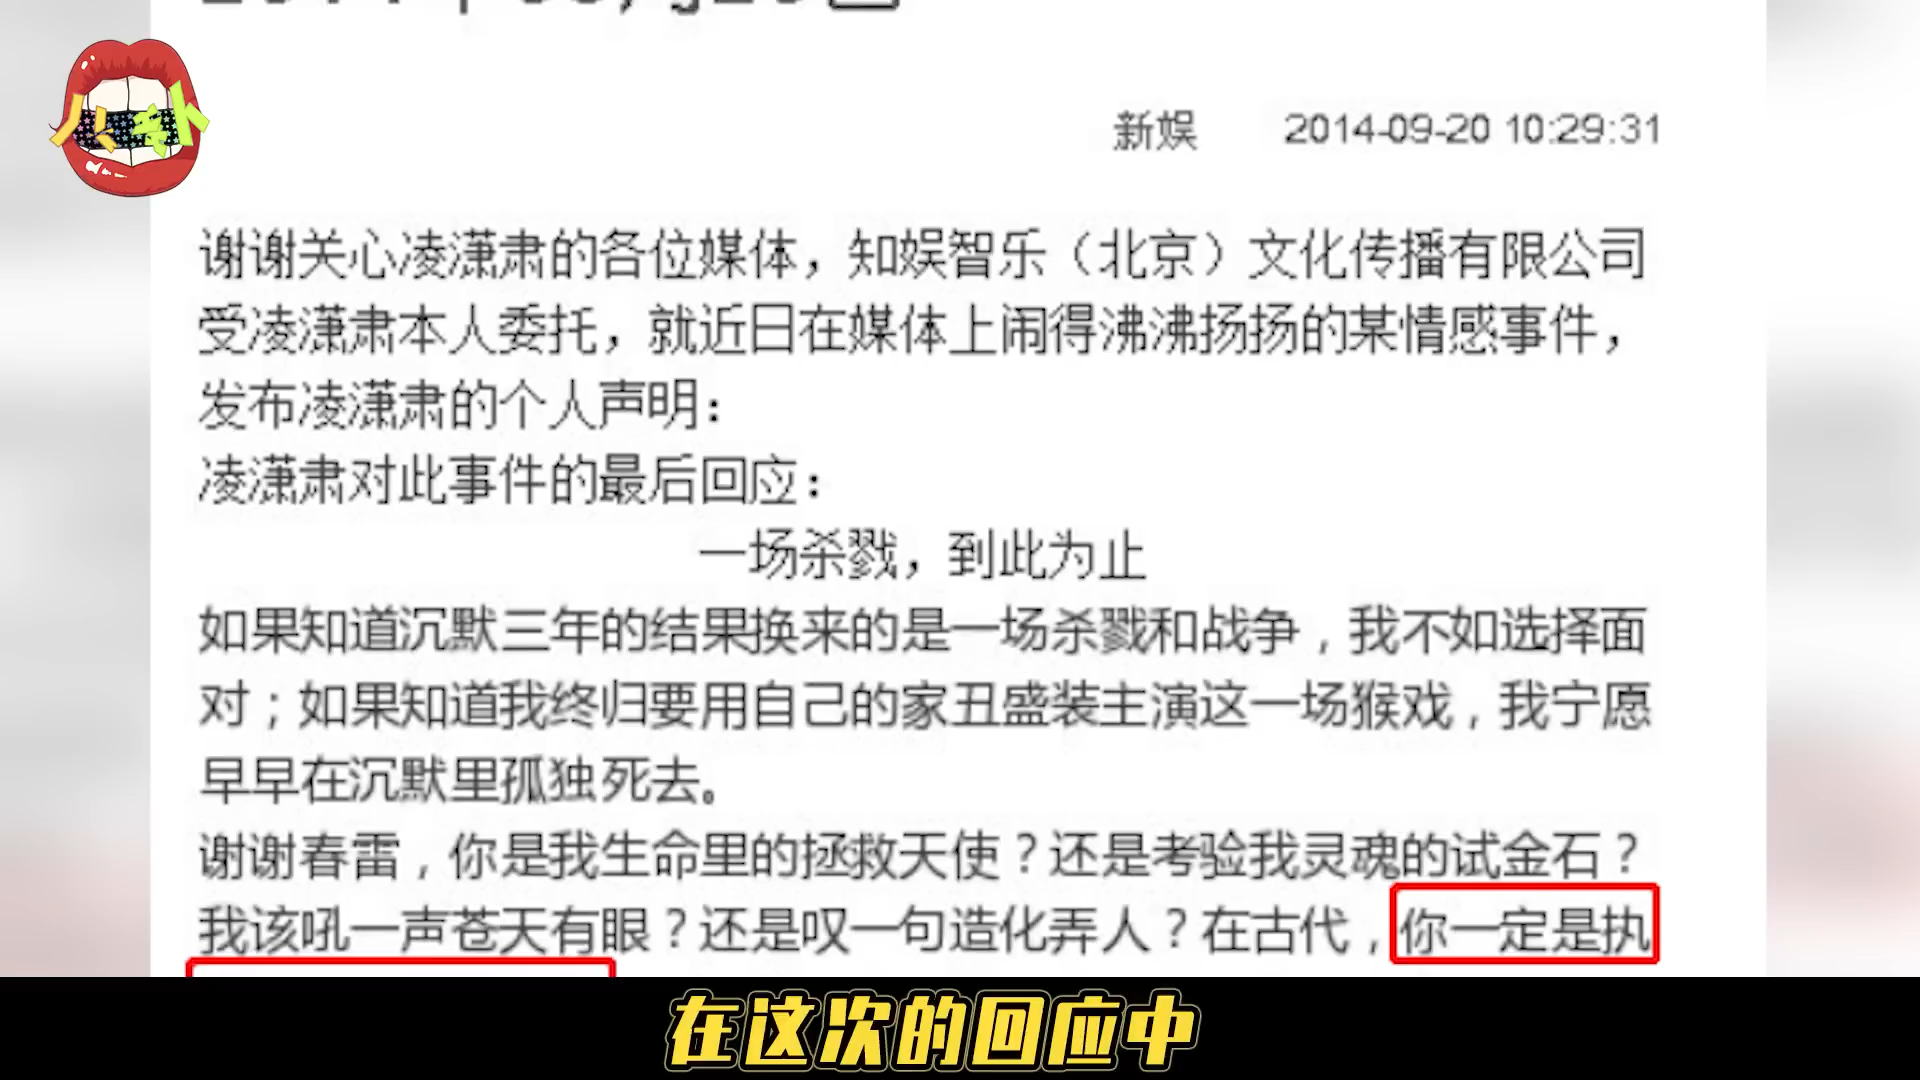 八卦
新娱 2014-09-20 10:29:31
谢谢关心凌潇肃的各位媒体，知娱智乐（北京）文化传播有限公司
受凌潇肃本人委托，就近日在媒体上闹得沸沸扬扬的某情感事件，
发布凌潇肃的个人声明：
凌潇肃对此事件的最后回应：
一场杀戮，到此为止
如果知道沉默三年的结果换来的是一场杀戮和战争，我不如选择面
对；如果知道我终归要用自己的家丑盛装主演这一场猴戏，我宁愿
早早在沉默里孤独死去。
谢谢春雷，你是我生命里的拯救天使？还是考验我灵魂的试金石？
我该吼一声苍天有眼？还是叹一句造化弄人？在古代，你一定是执
在这次的回应中